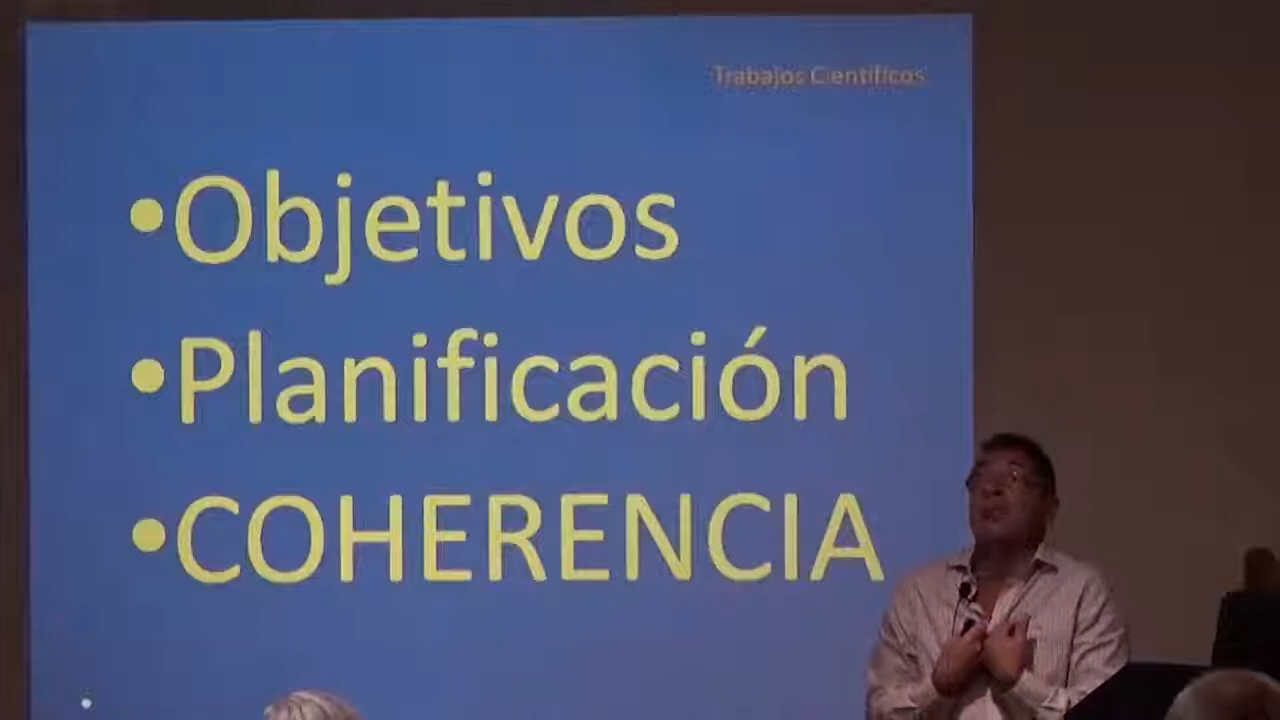 Trabajos Científicos
•Objetivos
•Planificación
•COHERENCIA